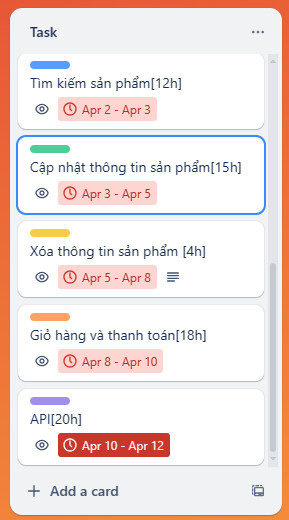 Task
Tìm kiếm sản phẩm[12h]
Apr 2 - Apr 3
Cập nhật thông tin sản phẩm[15h]
Apr 3 - Apr 5
Xóa thông tin sản phẩm [4h]
Apr 5 - Apr 8
Giỏ hàng và thanh toán[18h]
Apr 8 - Apr 10
API[20h]
Apr 10 - Apr 12
Add a card